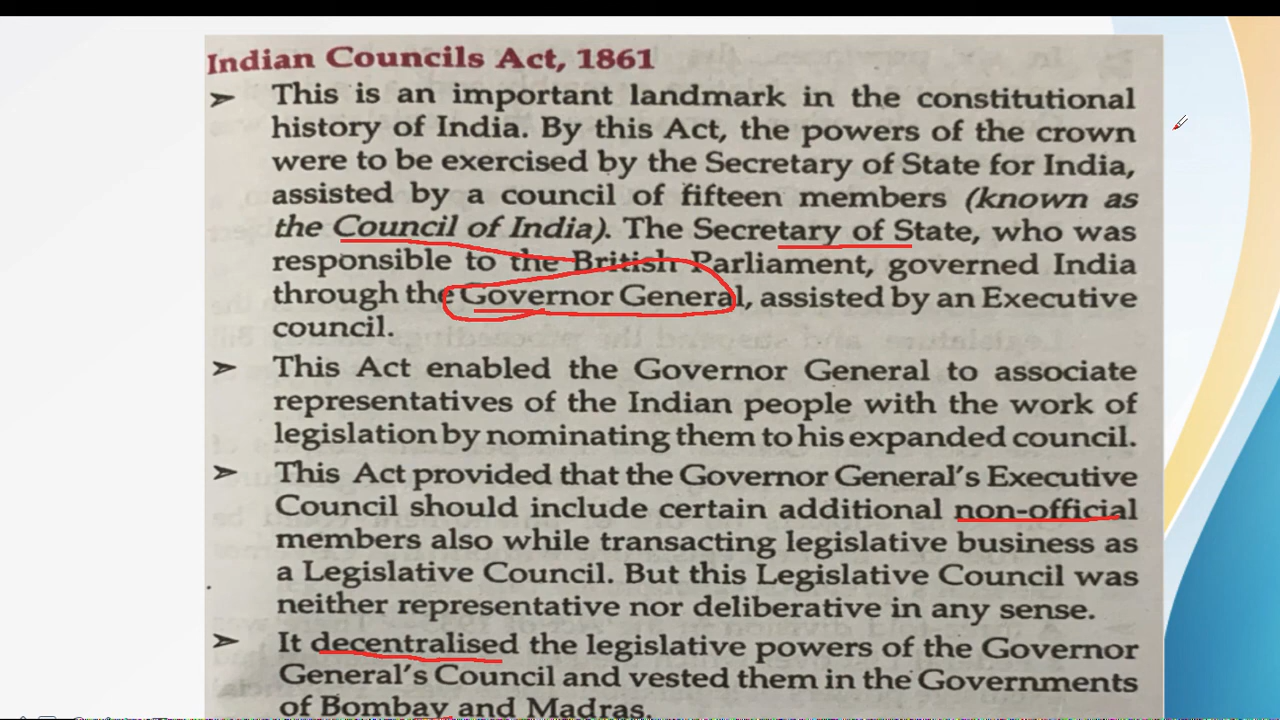 Indian Councils Act, 1861
➢ This is an important landmark in the constitutional
history of India. By this Act, the powers of the crown
were to be exercised by the Secretary of State for India,
assisted by a council of fifteen members (known as
the Council of India). The Secretary of State, who was
responsible to the British Parliament, governed India
through the Governor General, assisted by an Executive
council.
➢ This Act enabled the Governor General to associate
representatives of the Indian people with the work of
legislation by nominating them to his expanded council.
➢ This Act provided that the Governor General's Executive
Council should include certain additional non-official
members also while transacting legislative business as
a Legislative Council. But this Legislative Council was
neither representative nor deliberative in any sense.
➢ It decentralised the legislative powers of the Governor
General's Council and vested them in the Governments
of Bombay and Madras.